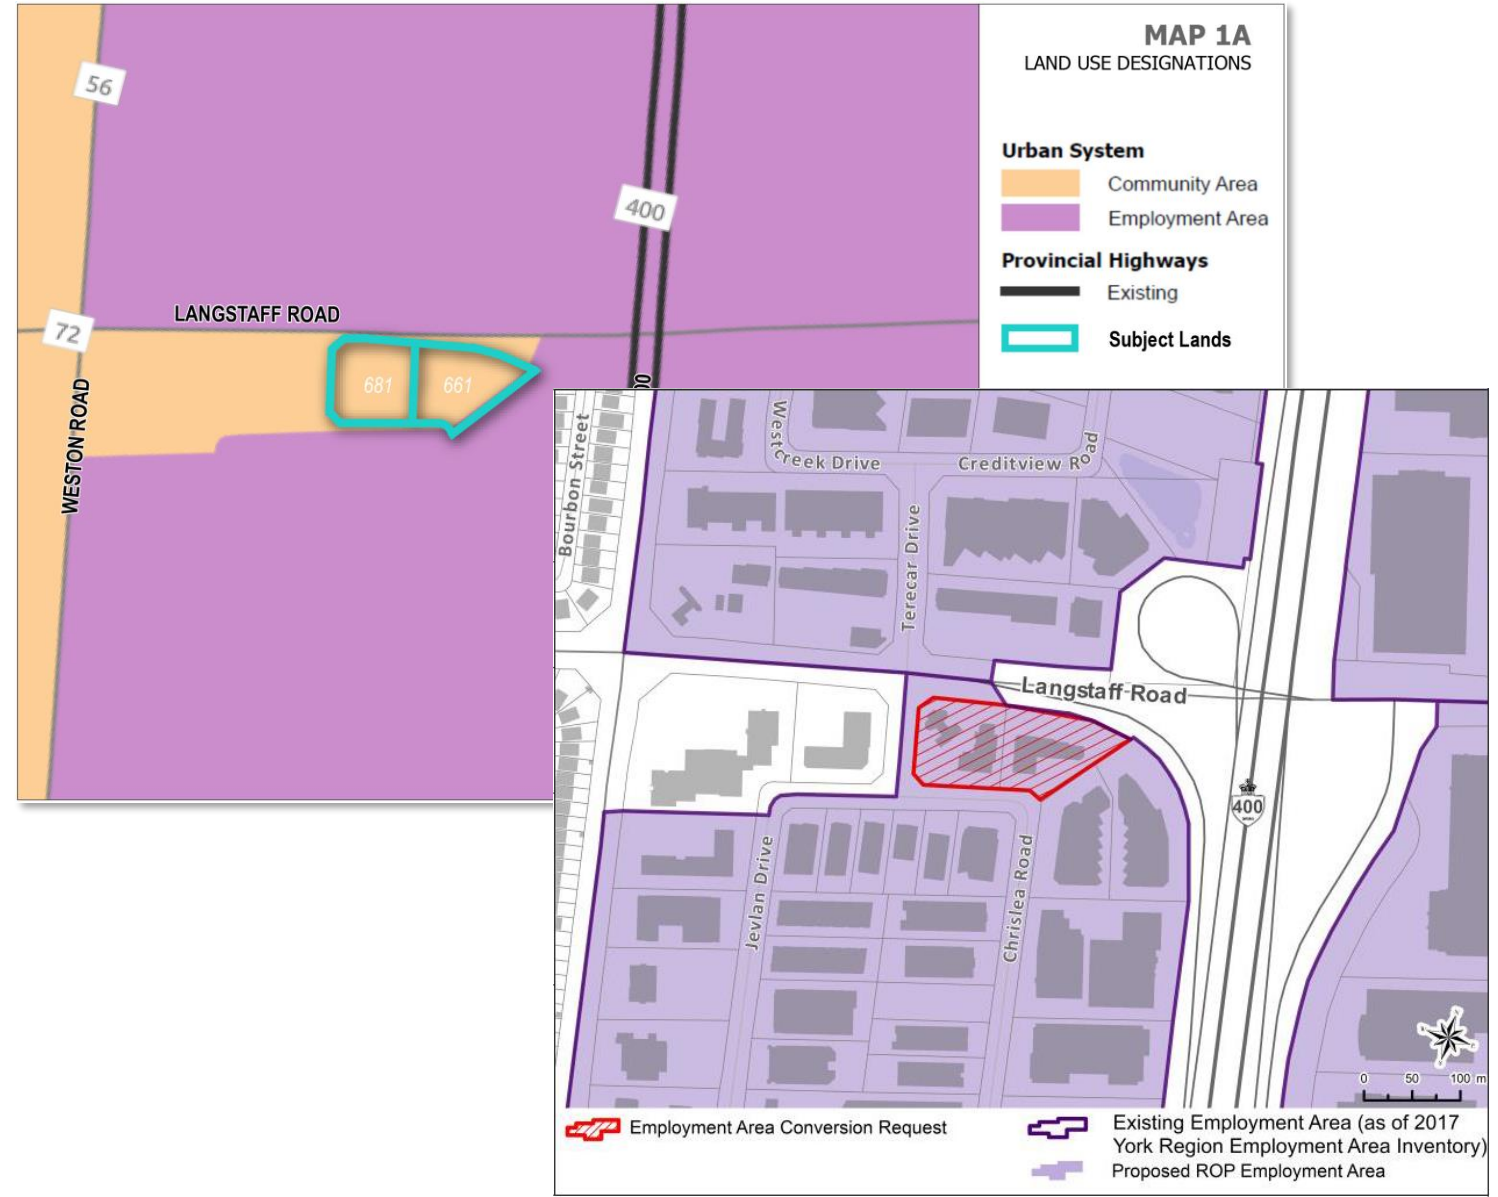 MAP 1A
LAND USE DESIGNATIONS
56
400
Urban System
Community Area
Employment Area
Provincial Highways
Existing
Subject Lands
LANGSTAFF ROAD
72
681
661
WESTON ROAD
00
Bourbon Street
Westcreek Drive
Creditview Road
Terecar Drive
Langstaff Road
400
Jevlan Drive
Chrislea Road
0 50 100 m
Employment Area Conversion Request
Existing Employment Area (as of 2017
York Region Employment Area Inventory)
Proposed ROP Employment Area